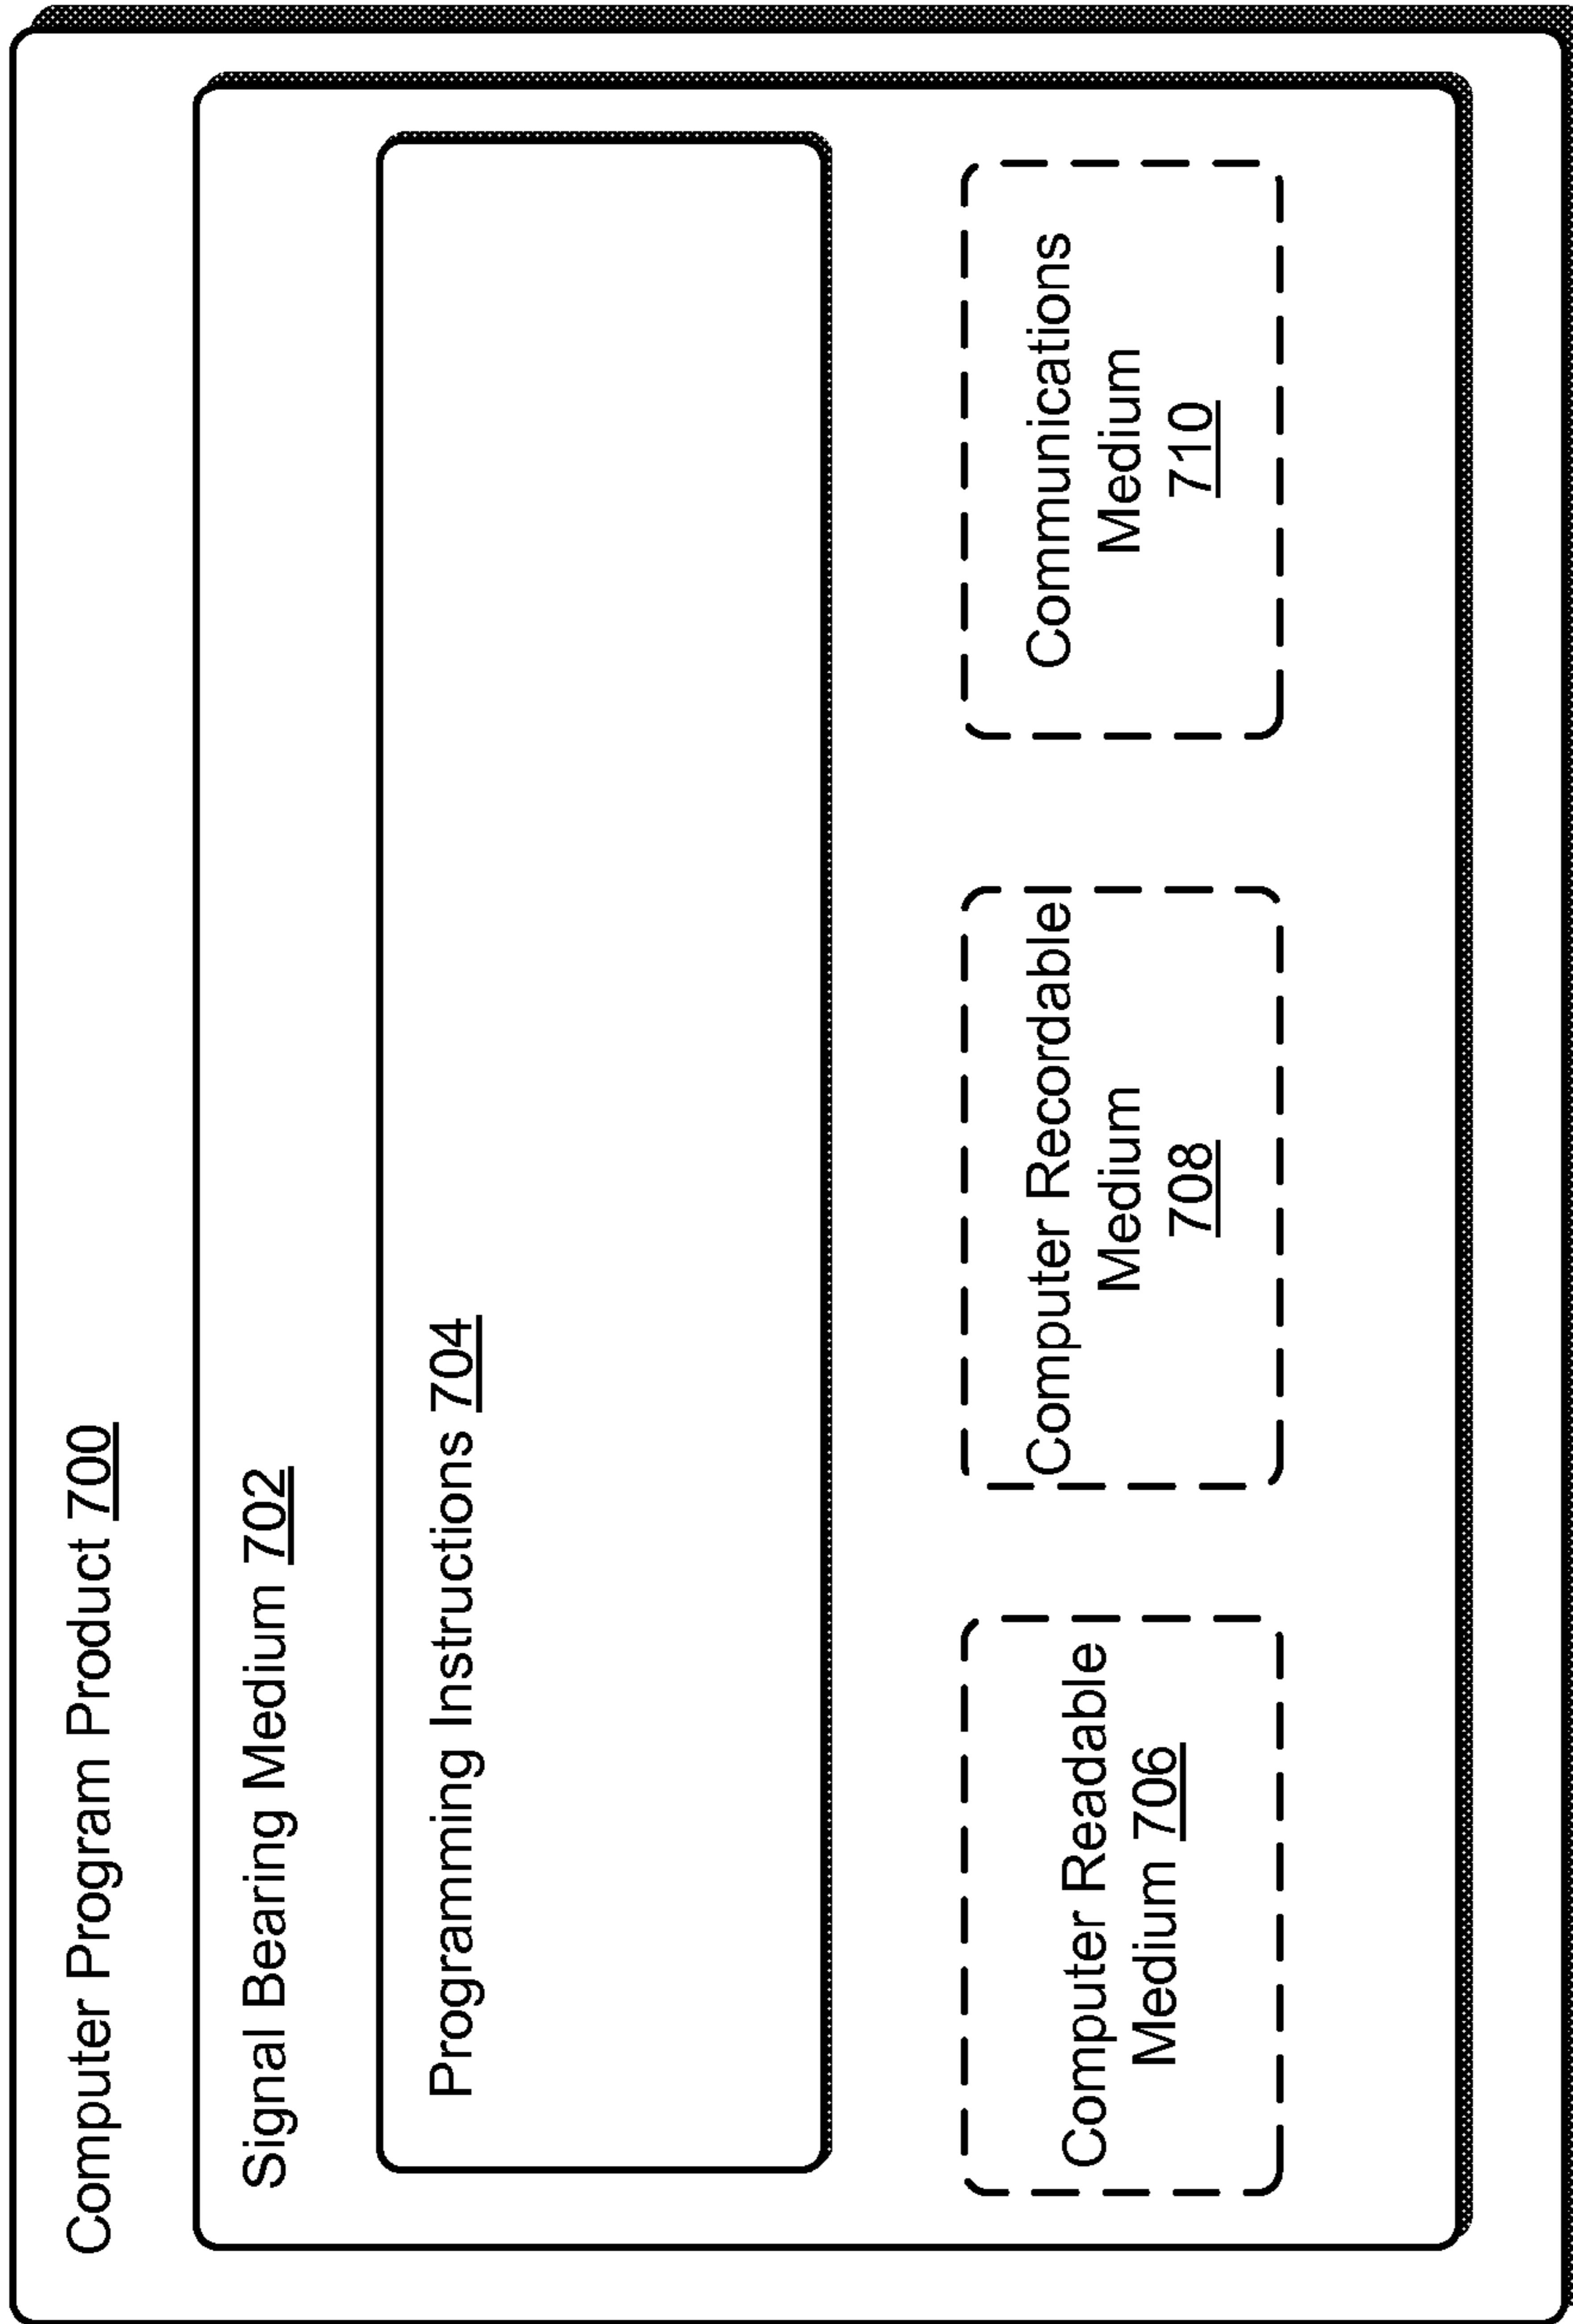 Computer Program Product 700
Signal Bearing Medium 702
Programming Instructions 704
Computer Readable
Medium 706
Computer Recordable
Medium
708
Communications
Medium
710